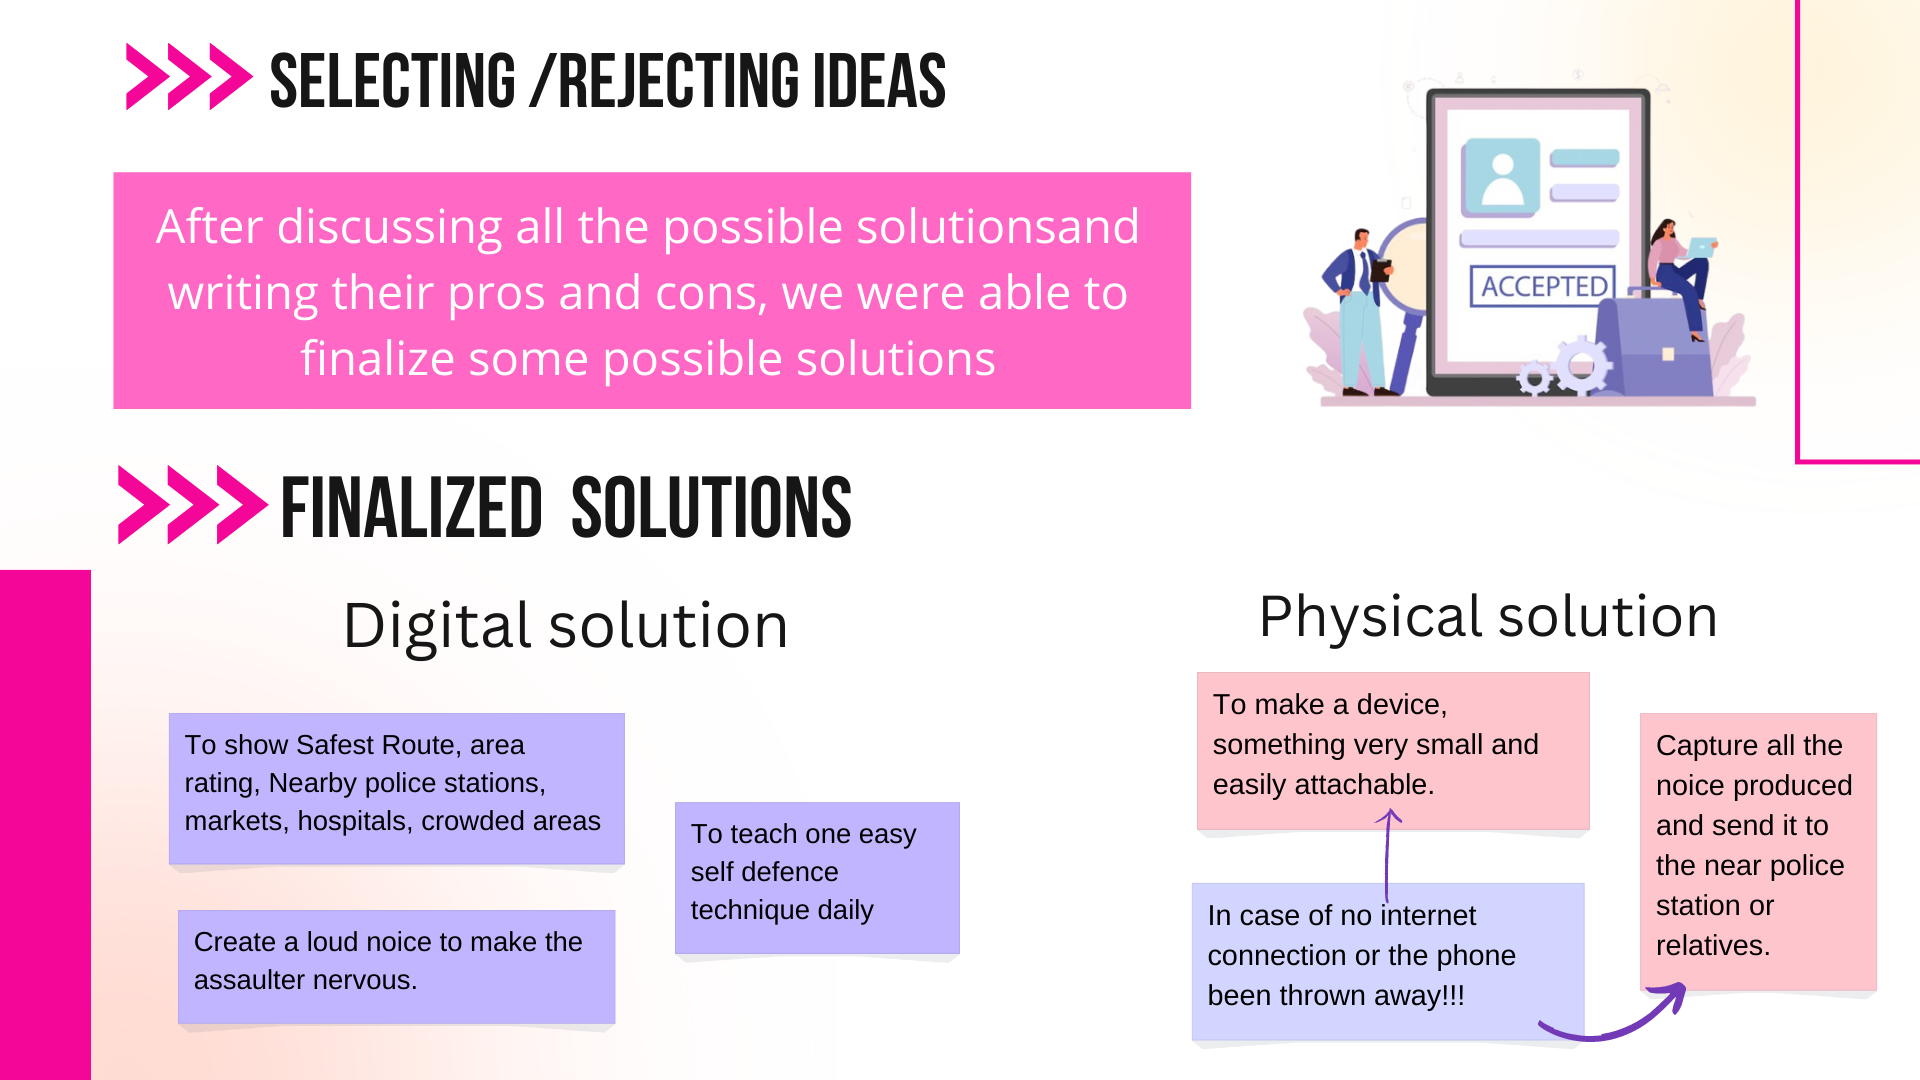 SELECTING /REJECTING IDEAS
After discussing all the possible solutionsand
writing their pros and cons, we were able to
finalize some possible solutions
ACCEPTED
FINALIZED SOLUTIONS
Digital solution
To show Safest Route, area
rating, Nearby police stations,
markets, hospitals, crowded areas
To teach one easy
self defence
technique daily
Create a loud noice to make the
assaulter nervous.
Physical solution
To make a device,
something very small and
easily attachable.
In case of no internet
connection or the phone
been thrown away!!!
Capture all the
noice produced
and send it to
the near police
station or
relatives.